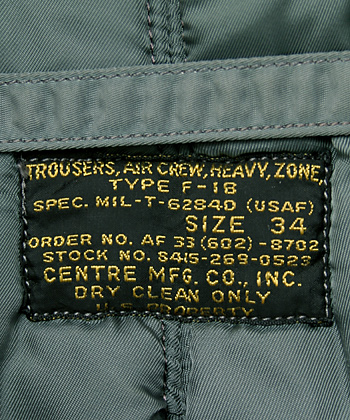 TROUSERS, AIR CREW, HEAVY, ZONE,
TYPE F-1B
SPEC. MIL-T-6284D (USAF)
SIZE 34
ORDER NO. AF 33 (602)-8702
STOCK NO. 8415-269-0523
CENTRE MFG. CO., INC.
DRY CLEAN ONLY
U.S. PROPERTY